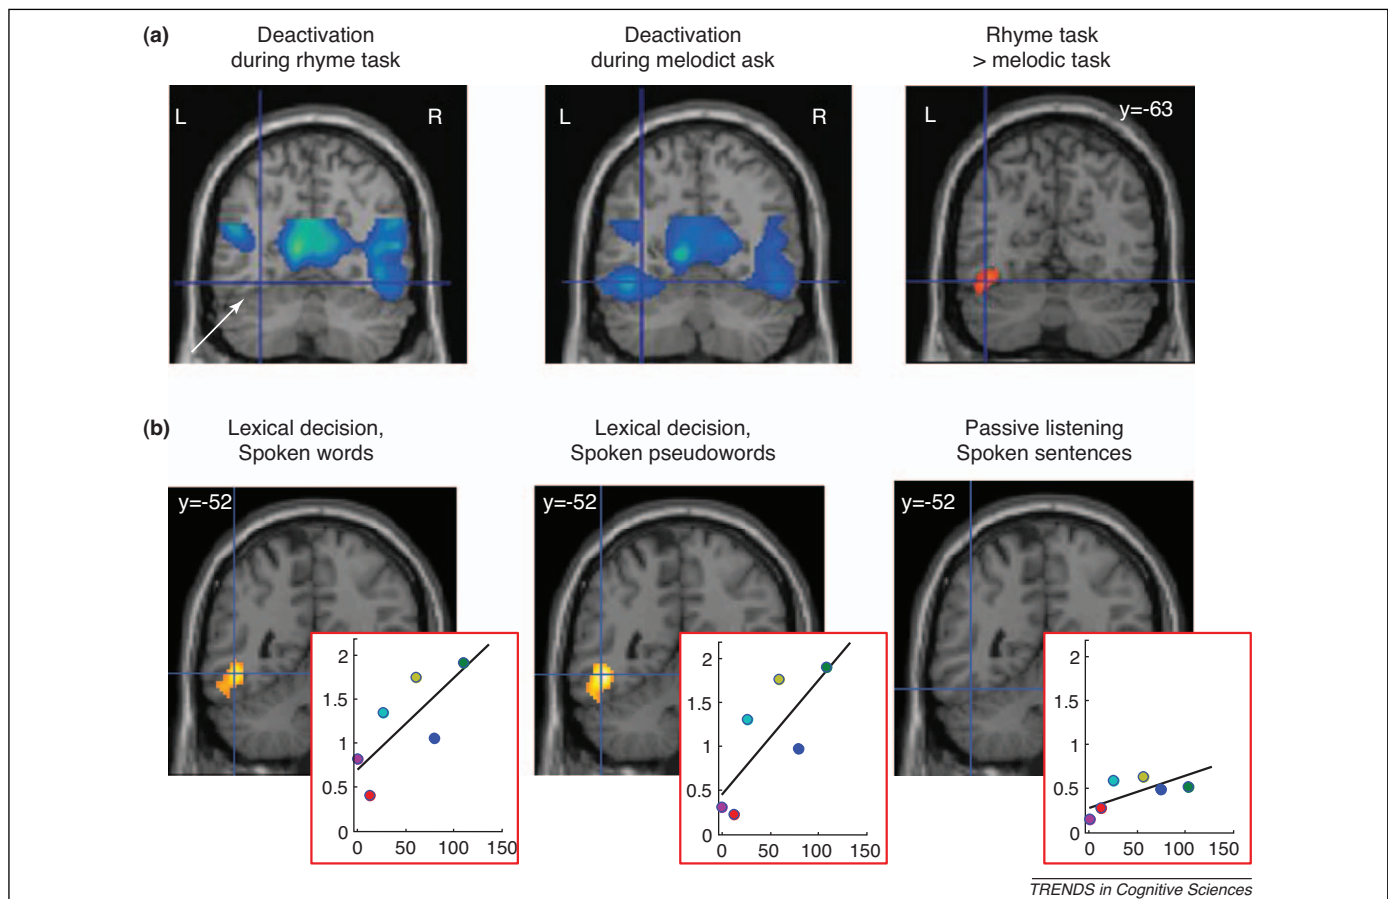 (a)
Deactivation
during rhyme task
Deactivation
during melodict ask
Rhyme task
> melodic task
L
R
L
R
L
y=-63
(b)
Lexical decision,
Spoken words
Lexical decision,
Spoken pseudowords
Passive listening
Spoken sentences
y=-52
y=-52
y=-52
2
1.5
1
0.5
0
0
50
100
150
2
1.5
1
0.5
0
0
50
100
150
2
1.5
1
0.5
0
0
50
100
150
TRENDS in Cognitive Sciences